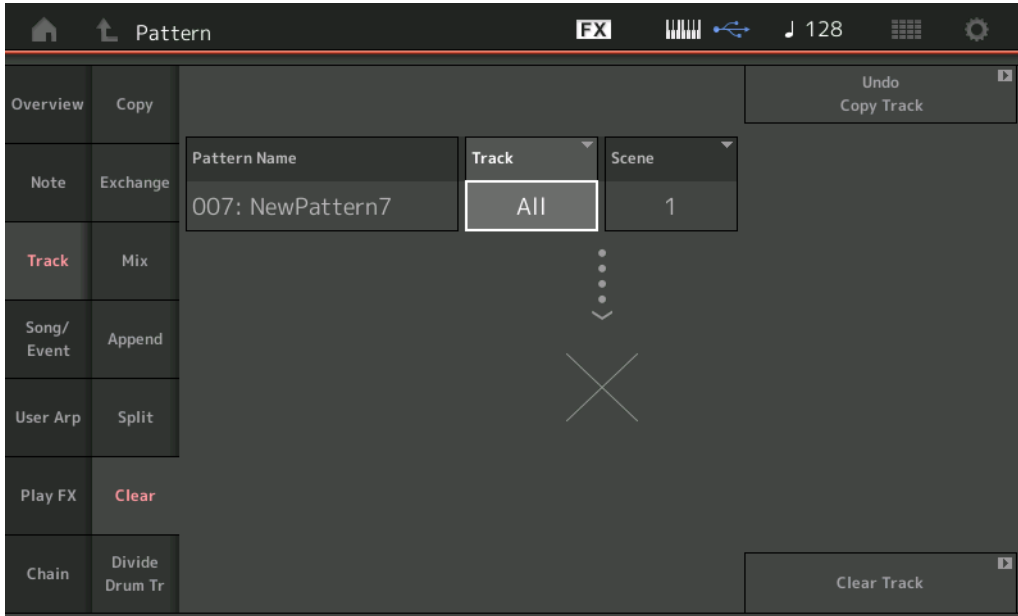 Pattern
FX
128
Overview
Copy
Undo
Copy Track
Note
Exchange
Pattern Name
Track
Scene
007: NewPattern7
All
1
Track
Mix
Song/
Event
Append
User Arp
Split
Play FX
Clear
Chain
Divide
Drum Tr
Clear Track